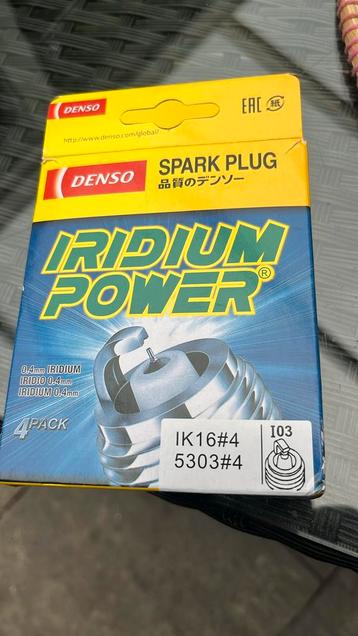 DENSO
EAC 紙
http://www.denso.com/global/
DENSO
SPARK PLUG
品質のデンソー
IRIDIUM
POWER®
0.4mm IRIDIUM
IRIDIO 0.4mm
IRIDIUM 0,4mm
4PACK
IK16#4
5303#4
I03